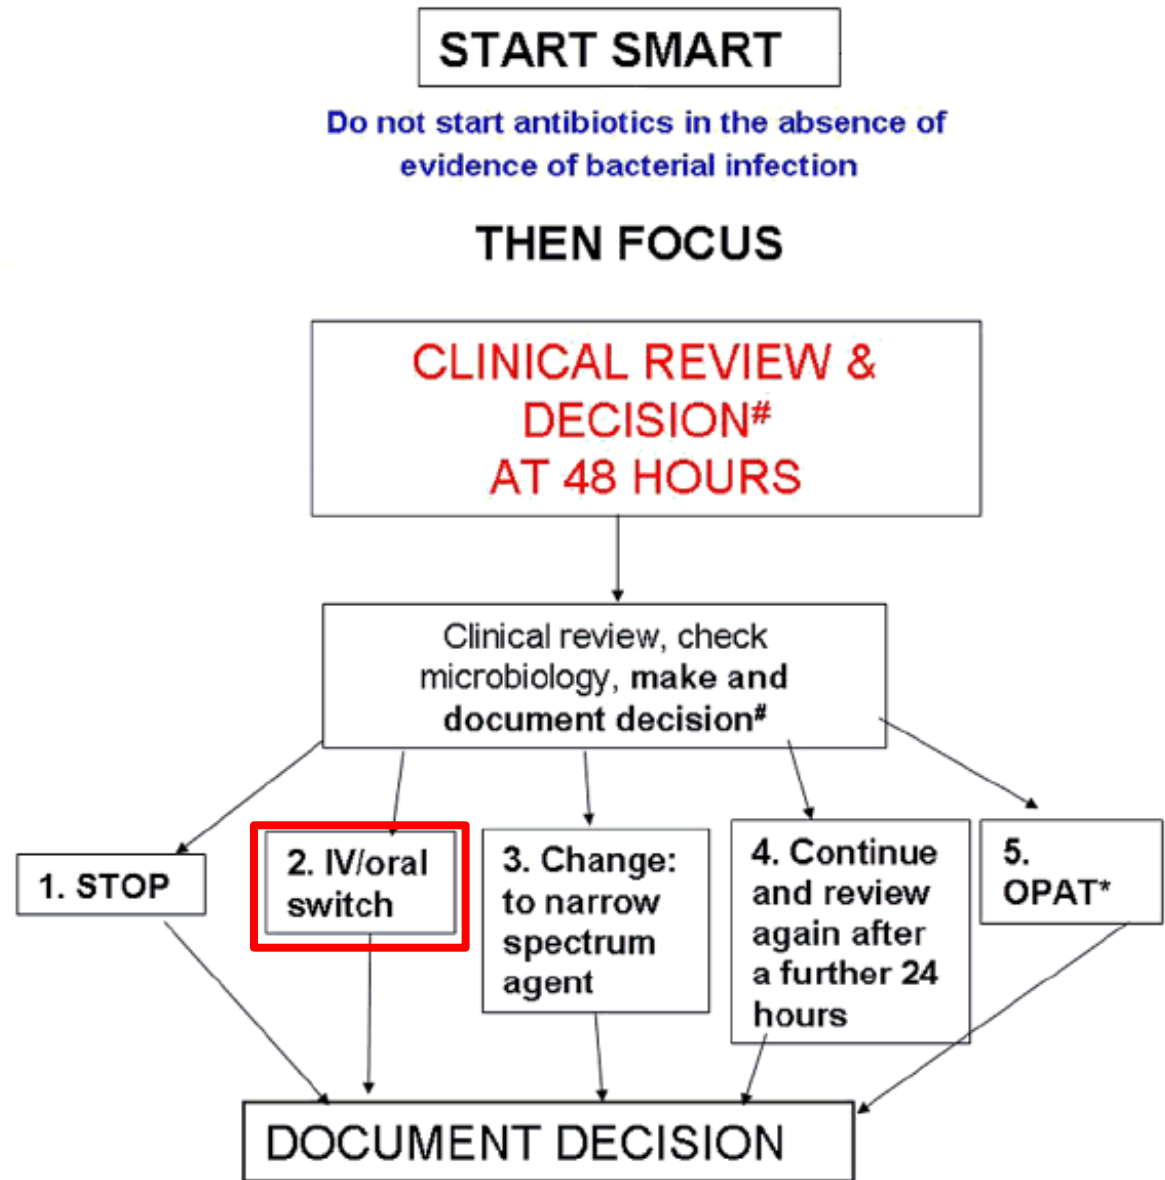 START SMART
Do not start antibiotics in the absence of
evidence of bacterial infection
THEN FOCUS
CLINICAL REVIEW &
DECISION#
AT 48 HOURS
Clinical review, check
microbiology, make and
document decision#
1. STOP
2. IV/oral
switch
3. Change:
to narrow
spectrum
agent
4. Continue
and review
again after
a further 24
hours
5.
OPAT*
DOCUMENT DECISION